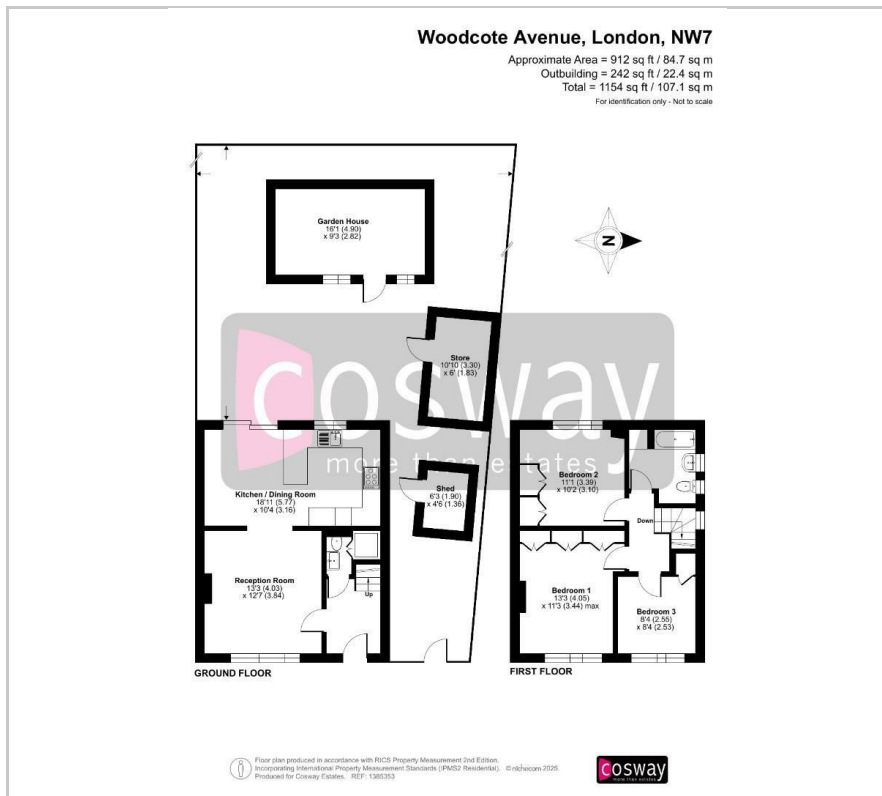 Woodcote Avenue, London, NW7
Approximate Area = 912 sq ft / 84.7 sq m
Outbuilding = 242 sq ft / 22.4 sq m
Total = 1154 sq ft / 107.1 sq m
For identification only - Not to scale
Garden House
16'1 (4.90)
x 9'3 (2.82)
N
Store
10'10 (3.30)
x 6' (1.83)
cosway
more than estates
Shed
6'3 (1.90)
x 4'6 (1.36)
Kitchen / Dining Room
18'11 (5.77)
x 10'4 (3.16)
Reception Room
13'3 (4.03)
x 12'7 (3.84)
Up
Bedroom 2
11'1 (3.39)
x 10'2 (3.10)
Down
Bedroom 1
13'3 (4.05)
x 11'3 (3.44) max
Bedroom 3
8'4 (2.55)
x 8'4 (2.53)
GROUND FLOOR
FIRST FLOOR
Floor plan produced in accordance with RICS Property Measurement 2nd Edition.
Incorporating International Property Measurement Standards (IPMS2 Residential). © nichecom 2025.
Produced for Cosway Estates. REF: 1385353
cosway
more than estates